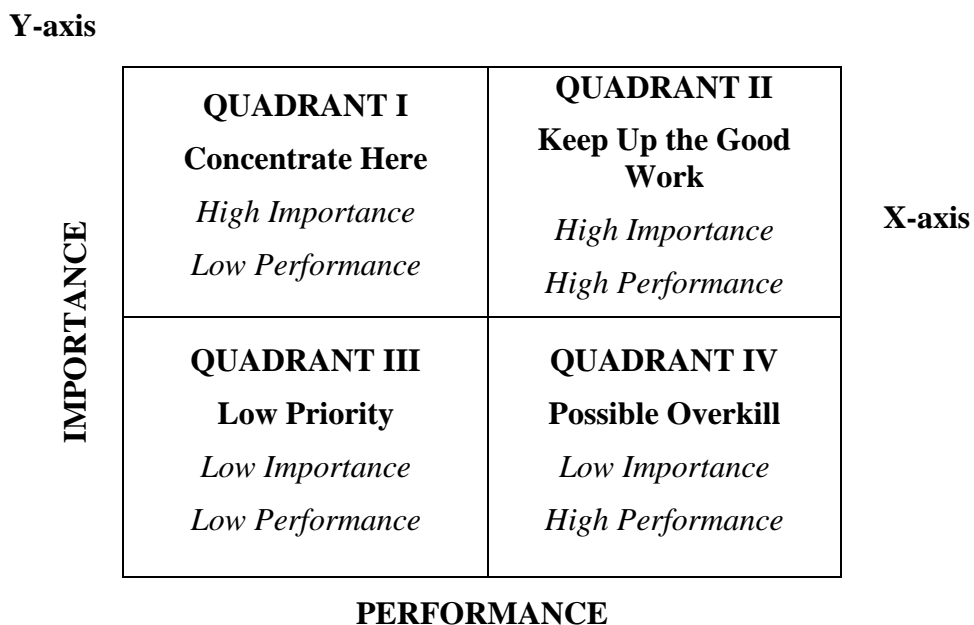 Y-axis
QUADRANT I
Concentrate Here
High Importance
Low Performance
QUADRANT II
Keep Up the Good
Work
High Importance
High Performance
X-axis
IMPORTANCE
QUADRANT III
Low Priority
Low Importance
Low Performance
QUADRANT IV
Possible Overkill
Low Importance
High Performance
PERFORMANCE